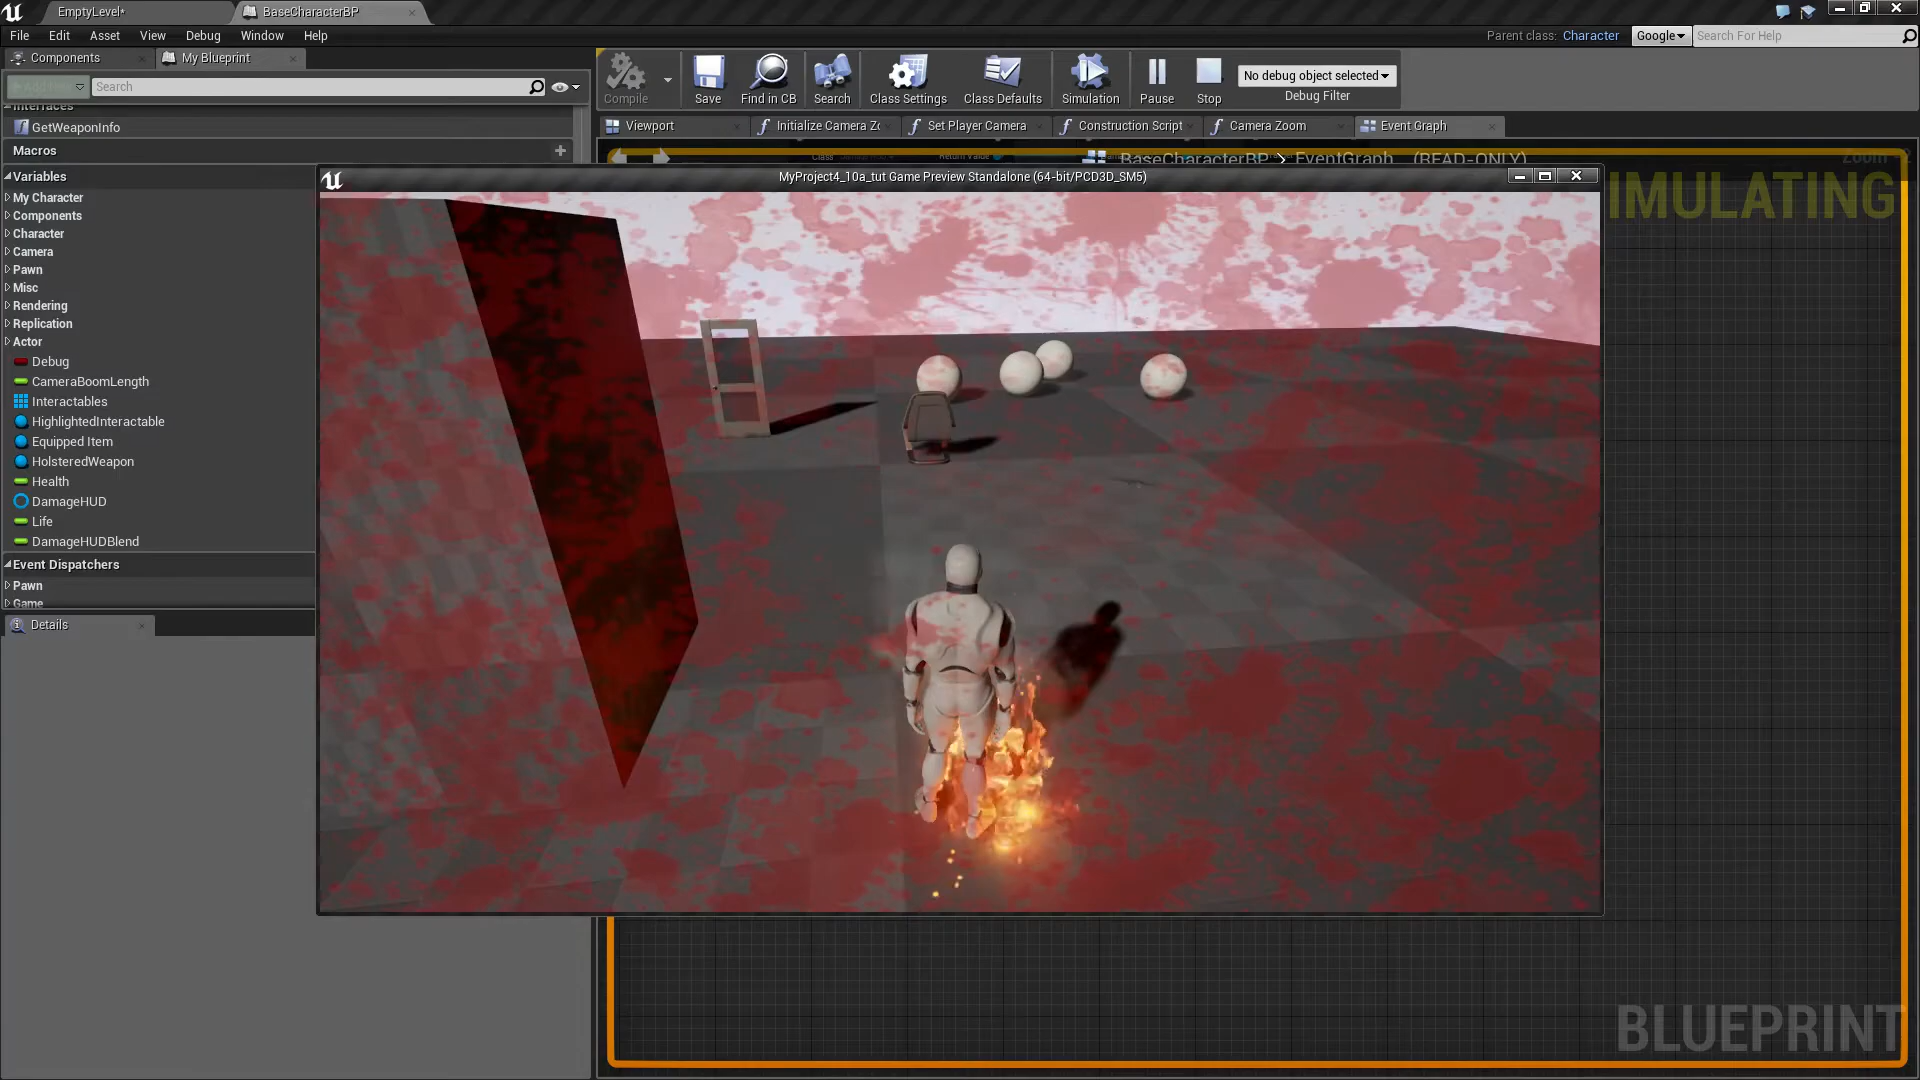 EmptyLevel*
BaseCharacterBP
File Edit Asset View Debug Window Help
Parent class: Character
Google
Search For Help
Components
My Blueprint
Search
Compile
Save
Find in CB
Search
Class Settings
Class Defaults
Simulation
Pause
Stop
No debug object selected
Debug Filter
Interfaces
GetWeaponInfo
Macros
Viewport
Initialize Camera Zo
Set Player Camera
Construction Script
Camera Zoom
Event Graph
BaseCharacterBP > EventGraph (READ-ONLY)
Zoom -2
IMULATING
MyProject4_10a_tut Game Preview Standalone (64-bit/PCD3D_SM5)
Variables
My Character
Components
Character
Camera
Pawn
Misc
Rendering
Replication
Actor
Debug
CameraBoomLength
Interactables
HighlightedInteractable
Equipped Item
HolsteredWeapon
Health
DamageHUD
Life
DamageHUDBlend
Event Dispatchers
Pawn
Game
Details
BLUEPRINT